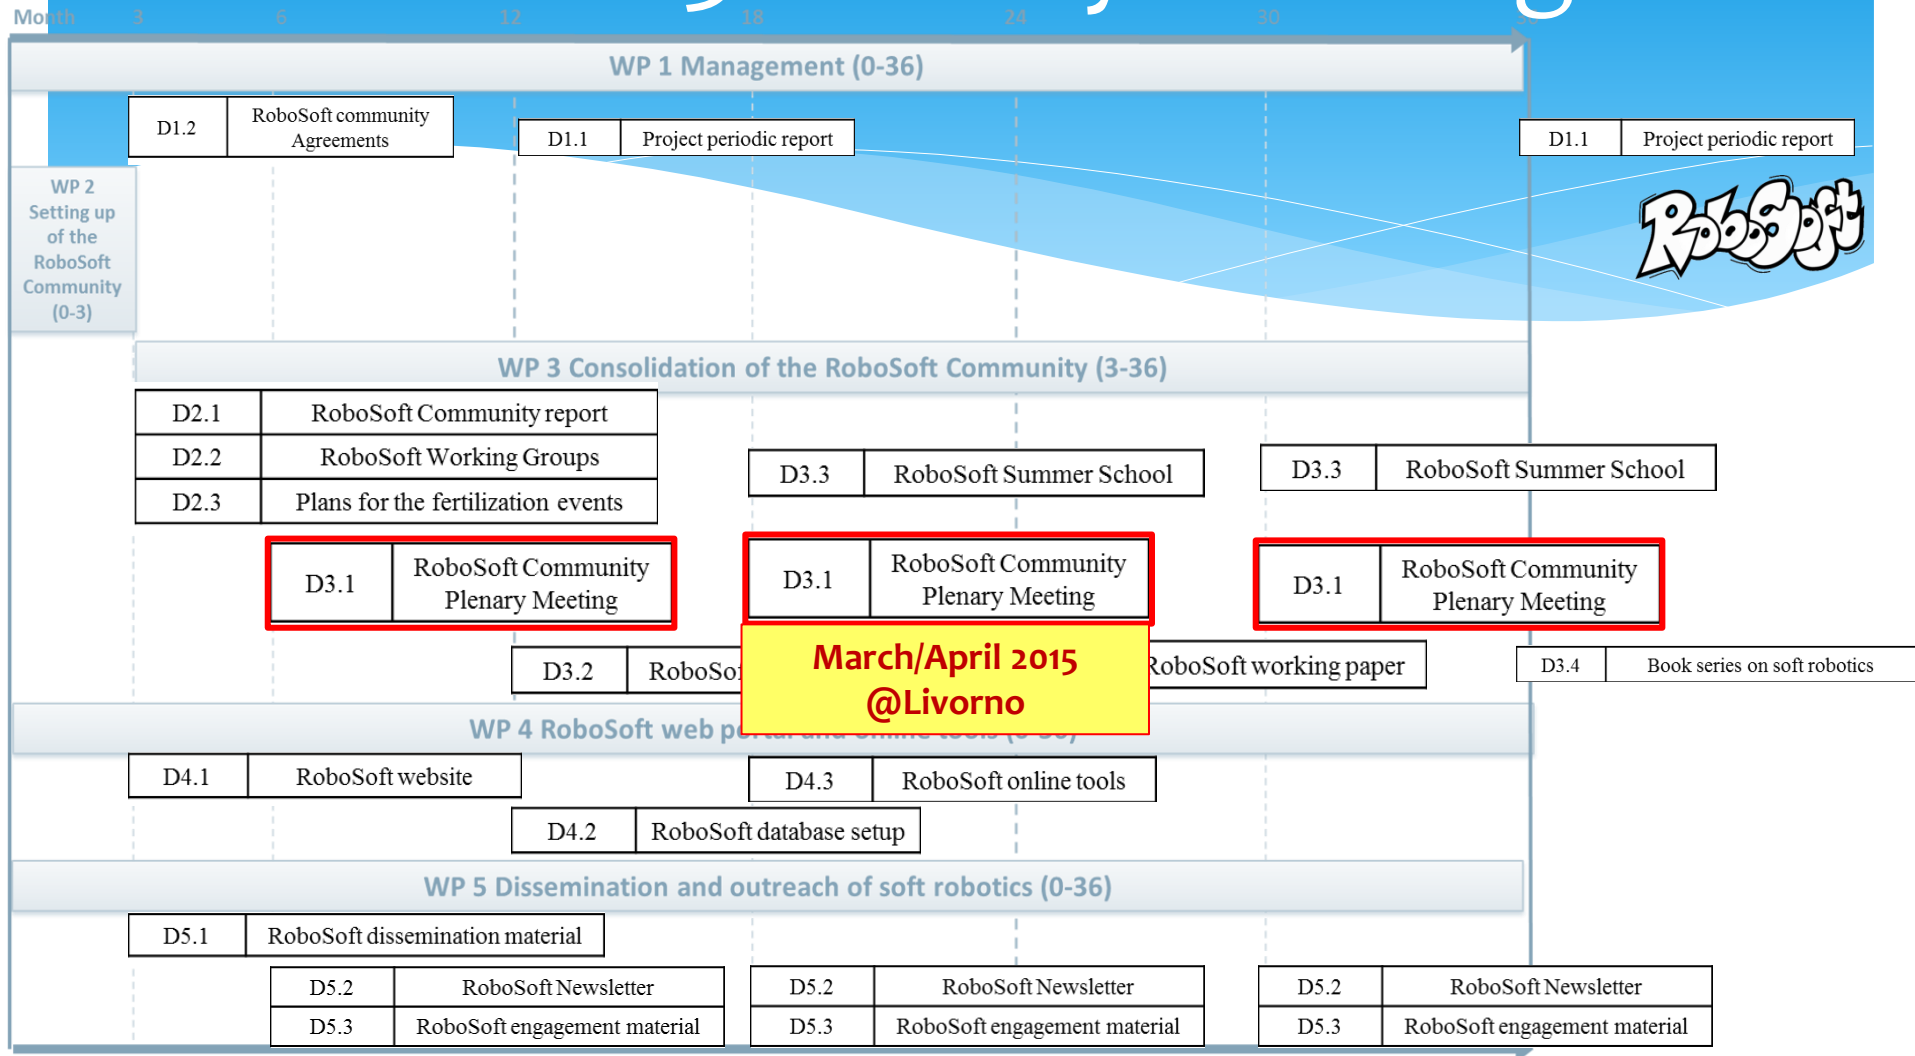 Month 3 6 12 18 24 30
WP 1 Management (0-36)
D1.2 RoboSoft community
Agreements
D1.1 Project periodic report
D1.1 Project periodic report
WP 2
Setting up
of the
RoboSoft
Community
(0-3)
RoboSoft
WP 3 Consolidation of the RoboSoft Community (3-36)
D2.1 RoboSoft Community report
D2.2 RoboSoft Working Groups
D2.3 Plans for the fertilization events
D3.3 RoboSoft Summer School
D3.3 RoboSoft Summer School
D3.1 RoboSoft Community
Plenary Meeting
D3.1 RoboSoft Community
Plenary Meeting
D3.1 RoboSoft Community
Plenary Meeting
March/April 2015
@Livorno
D3.2
RoboSoft working paper
D3.4 Book series on soft robotics
WP 4 RoboSoft web
D4.1 RoboSoft website
D4.3 RoboSoft online tools
D4.2 RoboSoft database setup
WP 5 Dissemination and outreach of soft robotics (0-36)
D5.1 RoboSoft dissemination material
D5.2 RoboSoft Newsletter
D5.3 RoboSoft engagement material
D5.2 RoboSoft Newsletter
D5.3 RoboSoft engagement material
D5.2 RoboSoft Newsletter
D5.3 RoboSoft engagement material